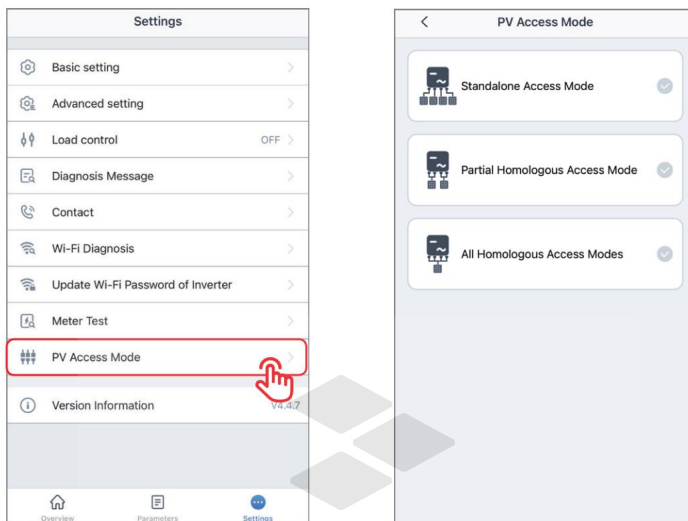 Settings
Basic setting
Advanced setting
Load control OFF
Diagnosis Message
Contact
Wi-Fi Diagnosis
Update Wi-Fi Password of Inverter
Meter Test
PV Access Mode
Version Information V4.4.7
Overview Parameters Settings
PV Access Mode
Standalone Access Mode
Partial Homologous Access Mode
All Homologous Access Modes